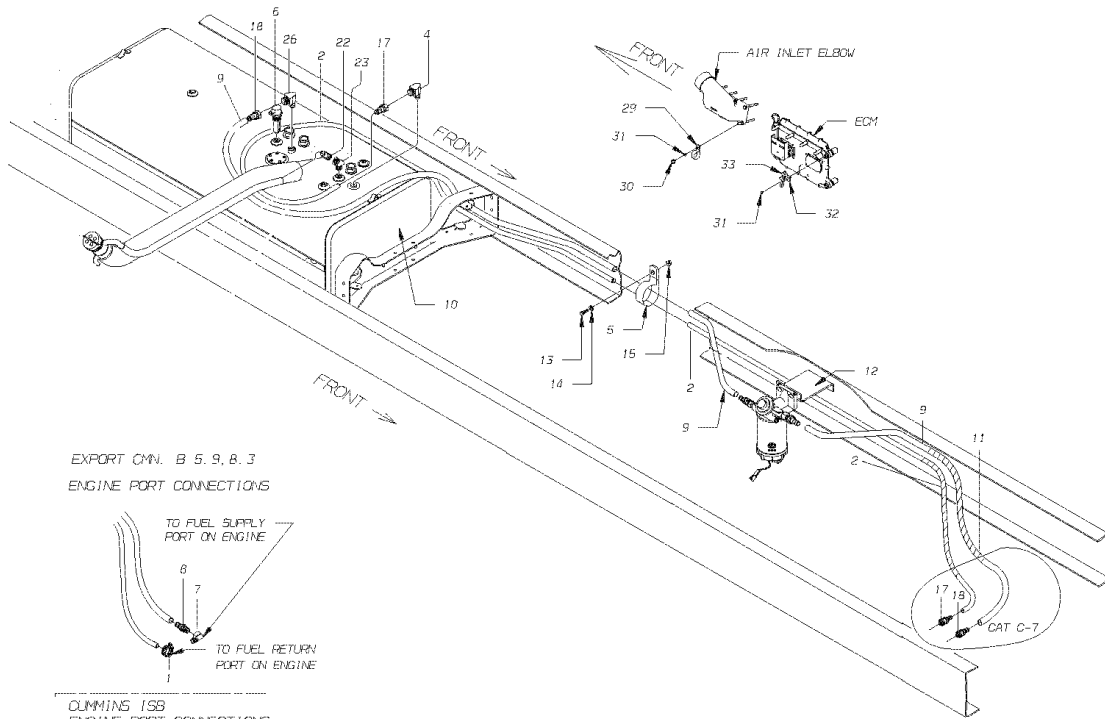 6
18
26
22
2
23
17
4
9
FRONT
AIR INLET ELBOW
ECM
29
31
30
33
31
32
FRONT
10
5
13
14
15
2
9
12
9
11
2
FRONT
17
18
CAT C-7
EXPORT CMN. B 5.9, 8.3
ENGINE PORT CONNECTIONS
TO FUEL SUPPLY
PORT ON ENGINE
8
7
TO FUEL RETURN
PORT ON ENGINE
1
CUMMINS ISB
ENGINE PORT CONNECTIONS